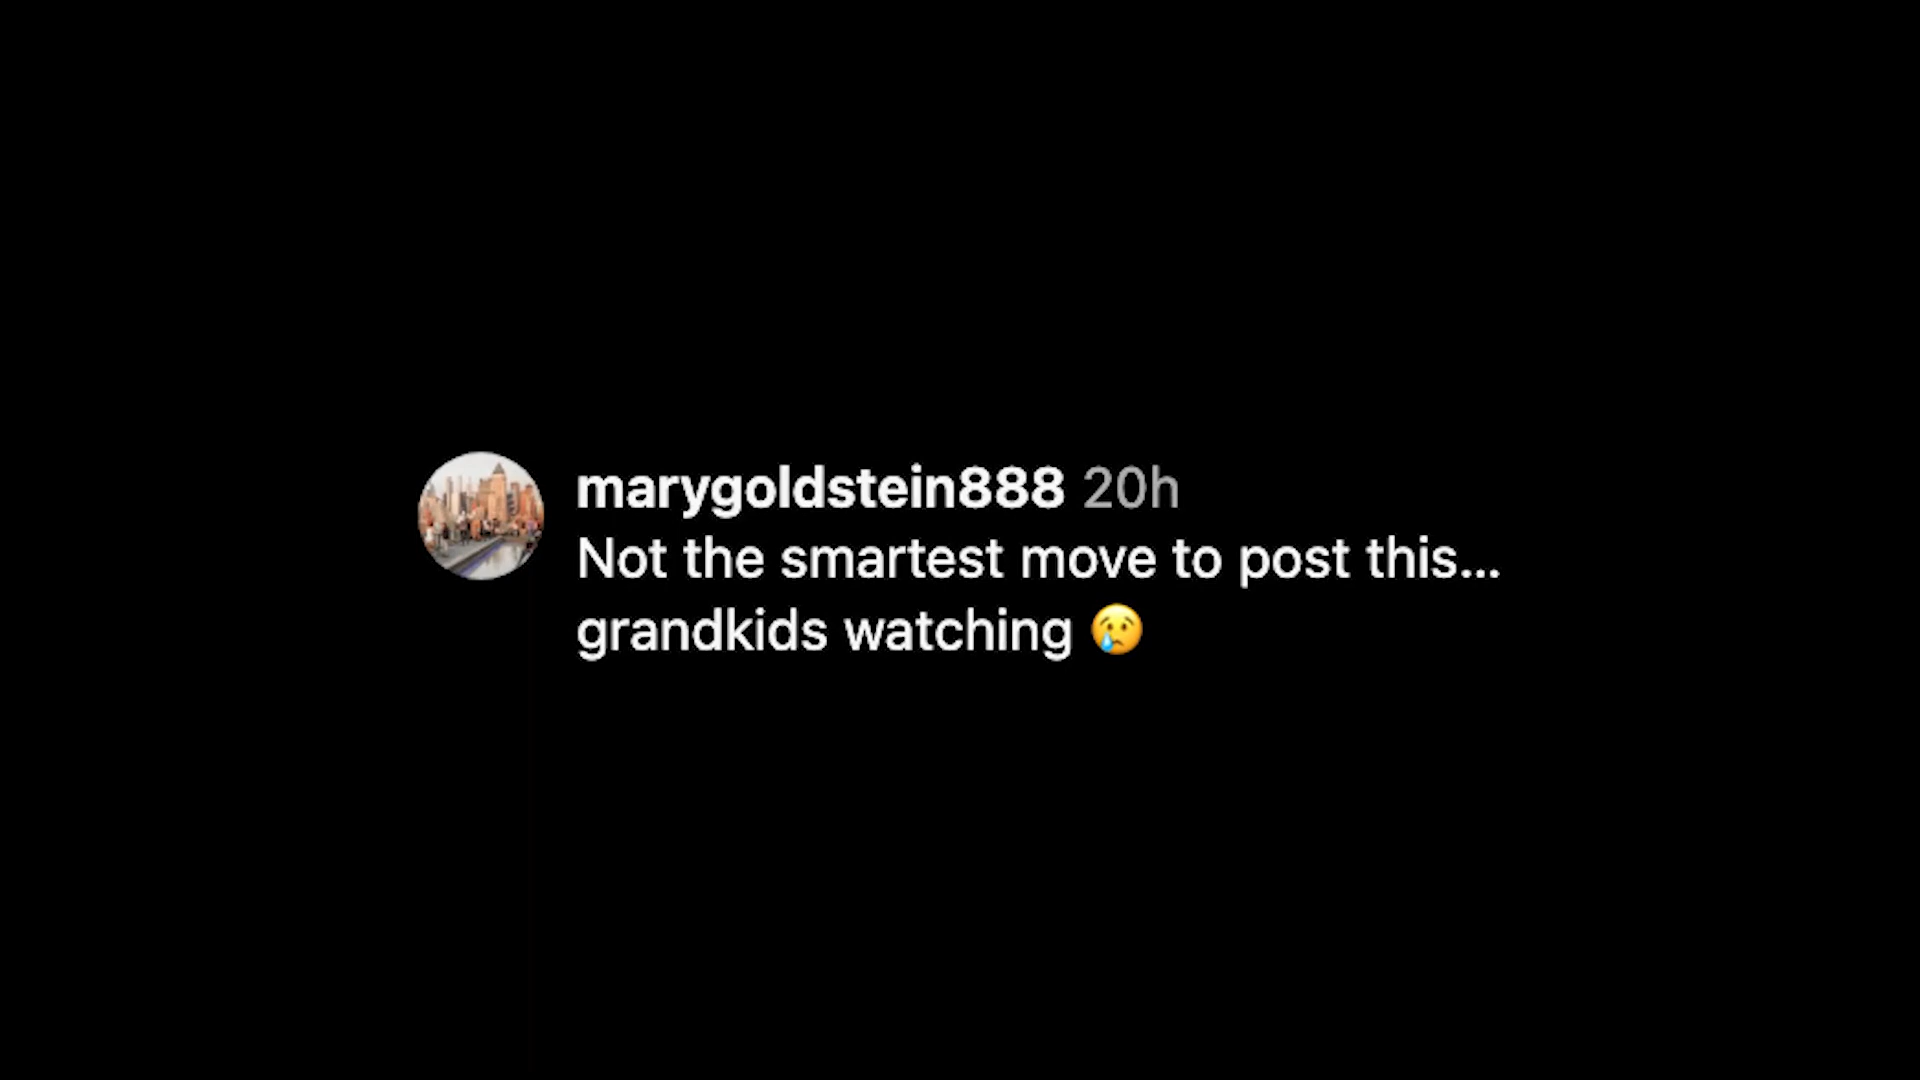 marygoldstein888 20h
Not the smartest move to post this...
grandkids watching 😢